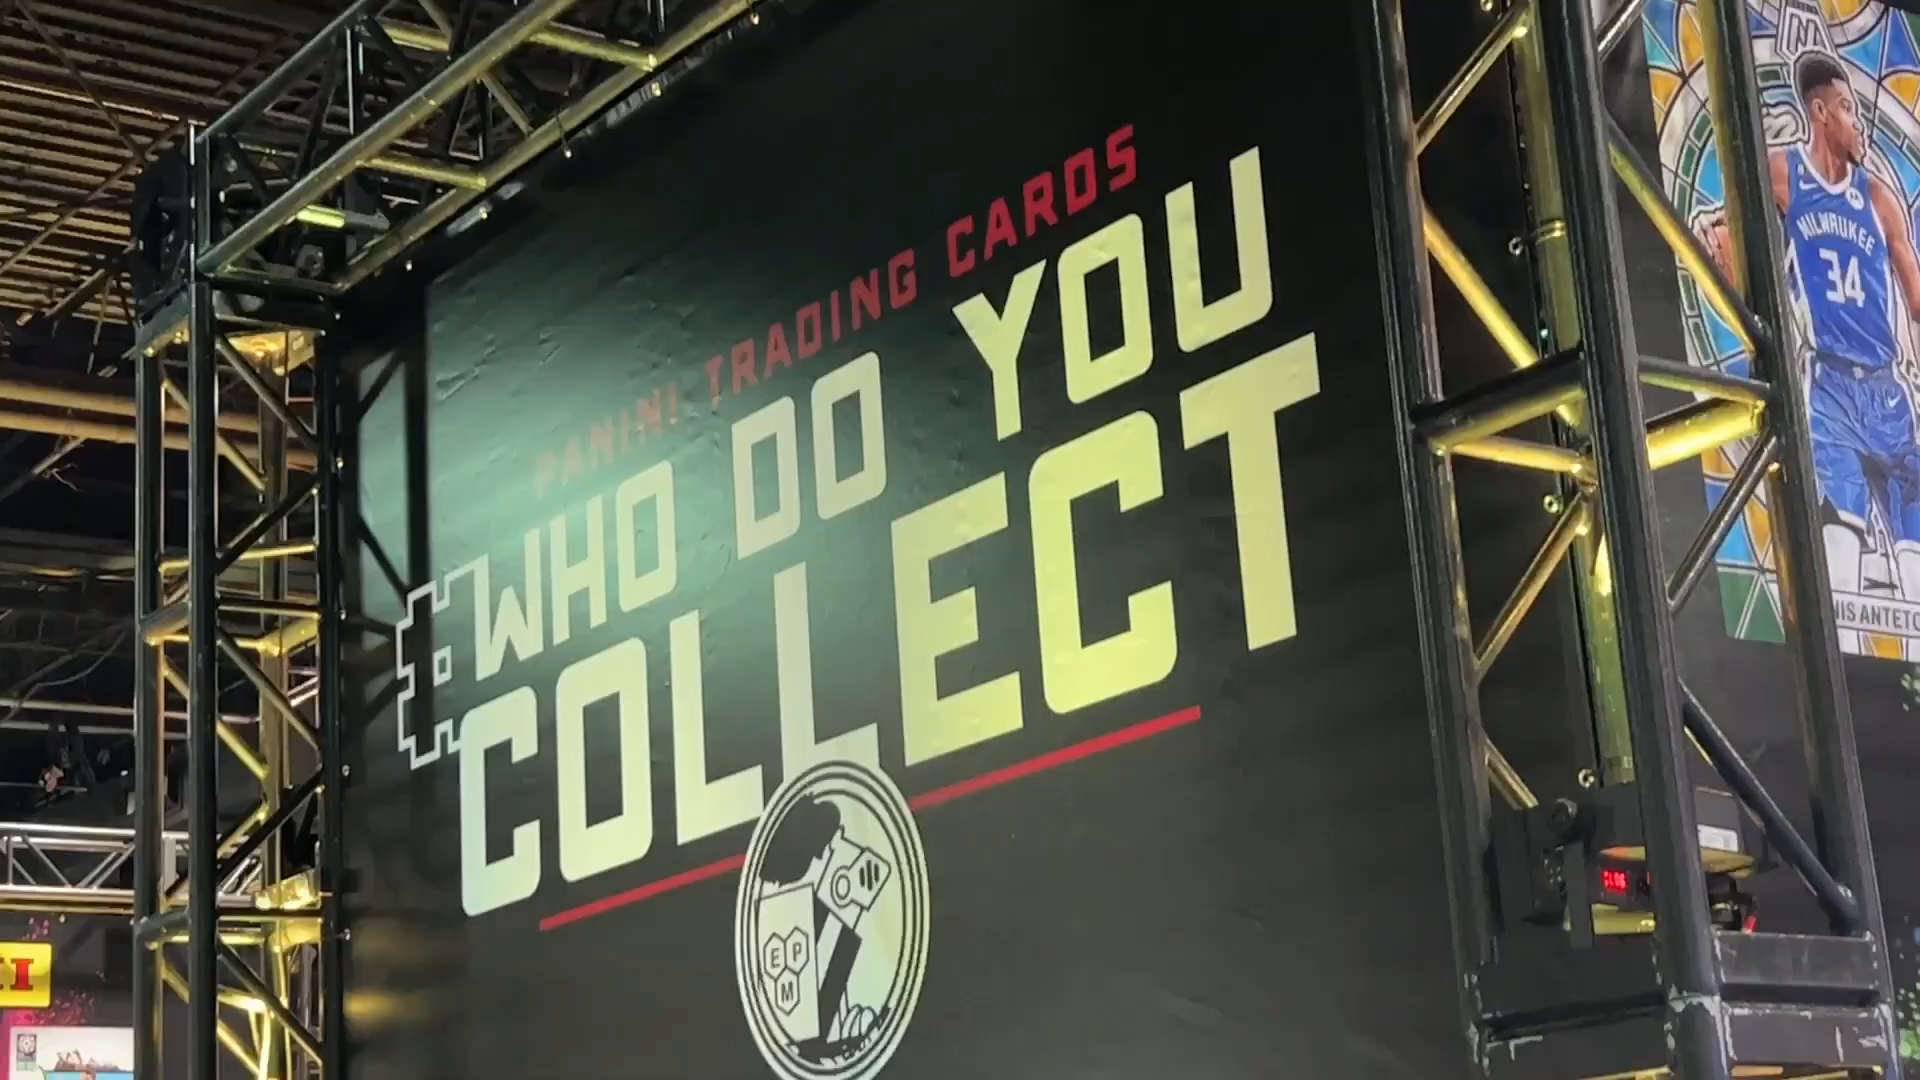 PANINI TRADING CARDS
#WHO DO YOU
COLLECT
E P
M
MILWAUKEE
34
NIS ANTETO